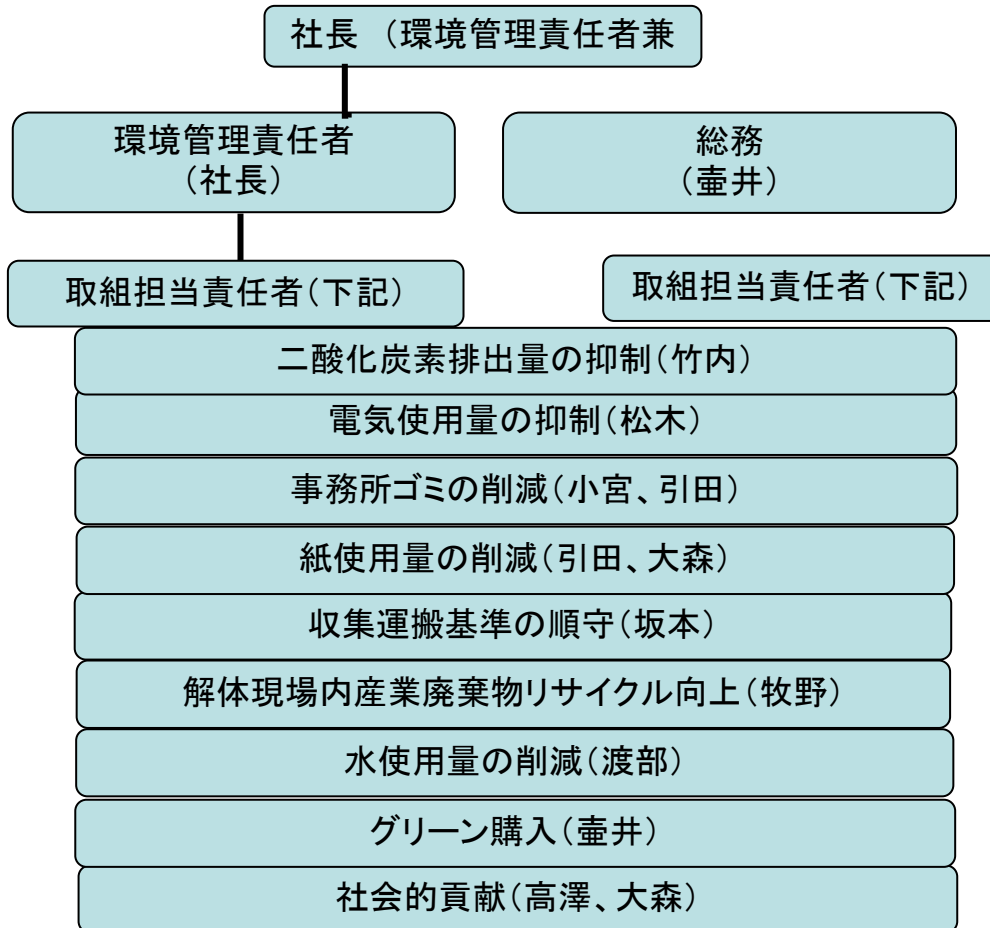 社長　（環境管理責任者兼
環境管理責任者
（社長）
総務
（壷井）
取組担当責任者（下記）
取組担当責任者（下記）
二酸化炭素排出量の抑制（竹内）
電気使用量の抑制（松木）
事務所ゴミの削減（小宮、引田）
紙使用量の削減（引田、大森）
収集運搬基準の順守（坂本）
解体現場内産業廃棄物リサイクル向上（牧野）
水使用量の削減（渡部）
グリーン購入（壷井）
社会的貢献（高澤、大森）